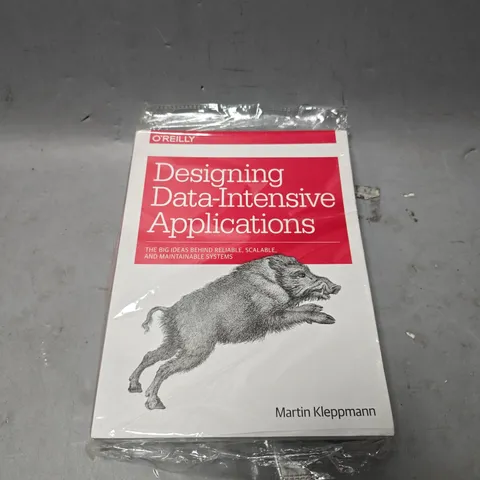 O'REILLY
Designing
Data-Intensive
Applications
THE BIG IDEAS BEHIND RELIABLE, SCALABLE,
AND MAINTAINABLE SYSTEMS
Martin Kleppmann